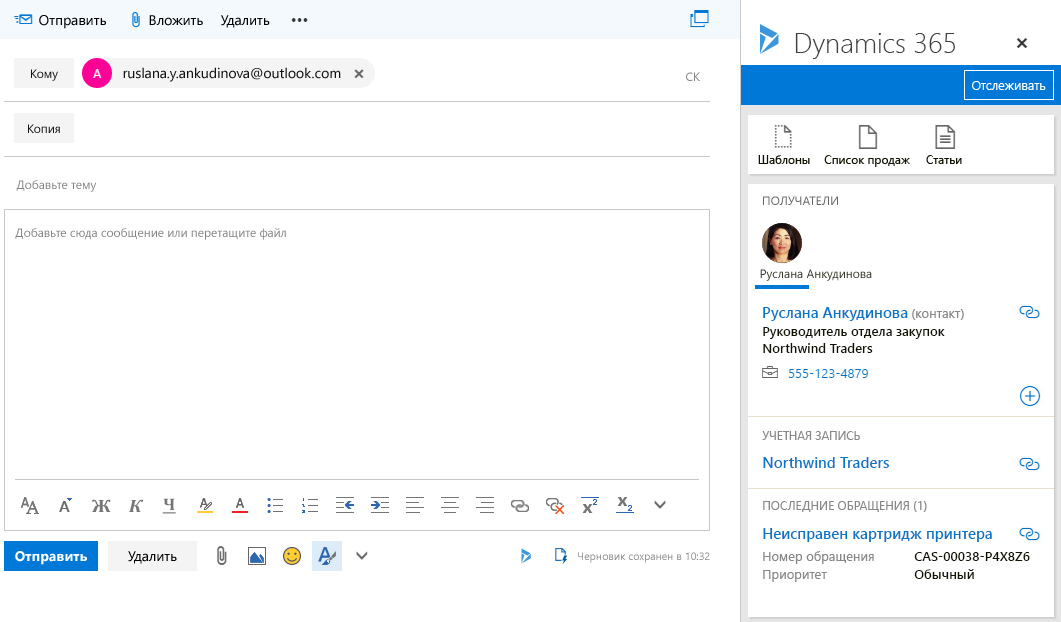 Отправить Вложить Удалить •••
Кому A ruslana.y.ankudinova@outlook.com СК
Копия
Добавьте тему
Добавьте сюда сообщение или перетащите файл
Ж К Ч
Отправить Удалить Черновик сохранен в 10:32
Dynamics 365
Отслеживать
Шаблоны Список продаж Статьи
ПОЛУЧАТЕЛИ
Руслана Анкудинова
Руслана Анкудинова (контакт)
Руководитель отдела закупок
Northwind Traders
555-123-4879
УЧЕТНАЯ ЗАПИСЬ
Northwind Traders
ПОСЛЕДНИЕ ОБРАЩЕНИЯ (1)
Неисправен картридж принтера
Номер обращения CAS-00038-P4X8Z6
Приоритет Обычный